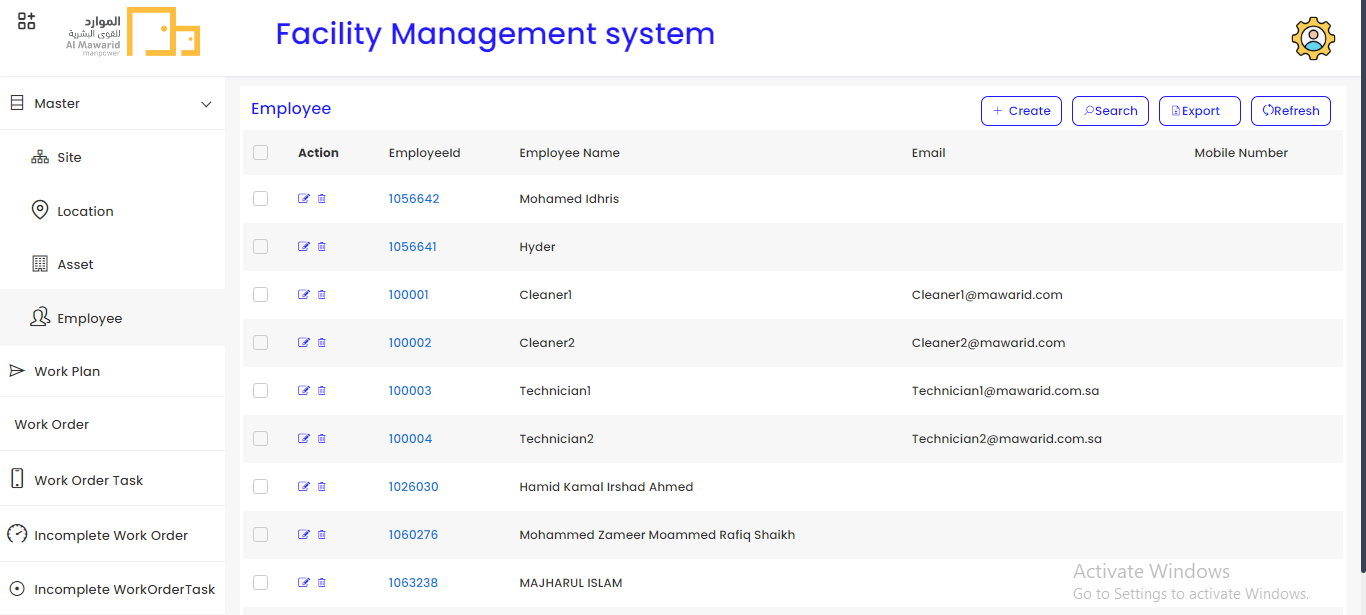 الموارد
للقوى البشرية
Al Mawarid
manpower
Facility Management system
Master
Site
Location
Asset
Employee
Work Plan
Work Order
Work Order Task
Incomplete Work Order
Incomplete WorkOrderTask
Employee
+ Create
Search
Export
Refresh
Action EmployeeId Employee Name Email Mobile Number
1056642 Mohamed Idhris
1056641 Hyder
100001 Cleaner1 Cleaner1@mawarid.com
100002 Cleaner2 Cleaner2@mawarid.com
100003 Technician1 Technician1@mawarid.com.sa
100004 Technician2 Technician2@mawarid.com.sa
1026030 Hamid Kamal Irshad Ahmed
1060276 Mohammed Zameer Moammed Rafiq Shaikh
1063238 MAJHARUL ISLAM
Activate Windows
Go to Settings to activate Windows.